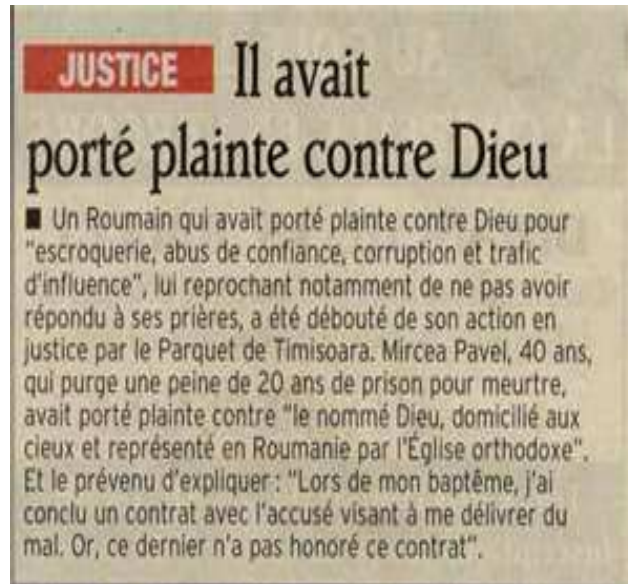 JUSTICE Il avait
porté plainte contre Dieu
■ Un Roumain qui avait porté plainte contre Dieu pour
"escroquerie, abus de confiance, corruption et trafic
d'influence", lui reprochant notamment de ne pas avoir
répondu à ses prières, a été débouté de son action en
justice par le Parquet de Timisoara. Mircea Pavel, 40 ans,
qui purge une peine de 20 ans de prison pour meurtre,
avait porté plainte contre "le nommé Dieu, domicilié aux
cieux et représenté en Roumanie par l'Église orthodoxe".
Et le prévenu d'expliquer : "Lors de mon baptême, j'ai
conclu un contrat avec l'accusé visant à me délivrer du
mal. Or, ce dernier n'a pas honoré ce contrat".